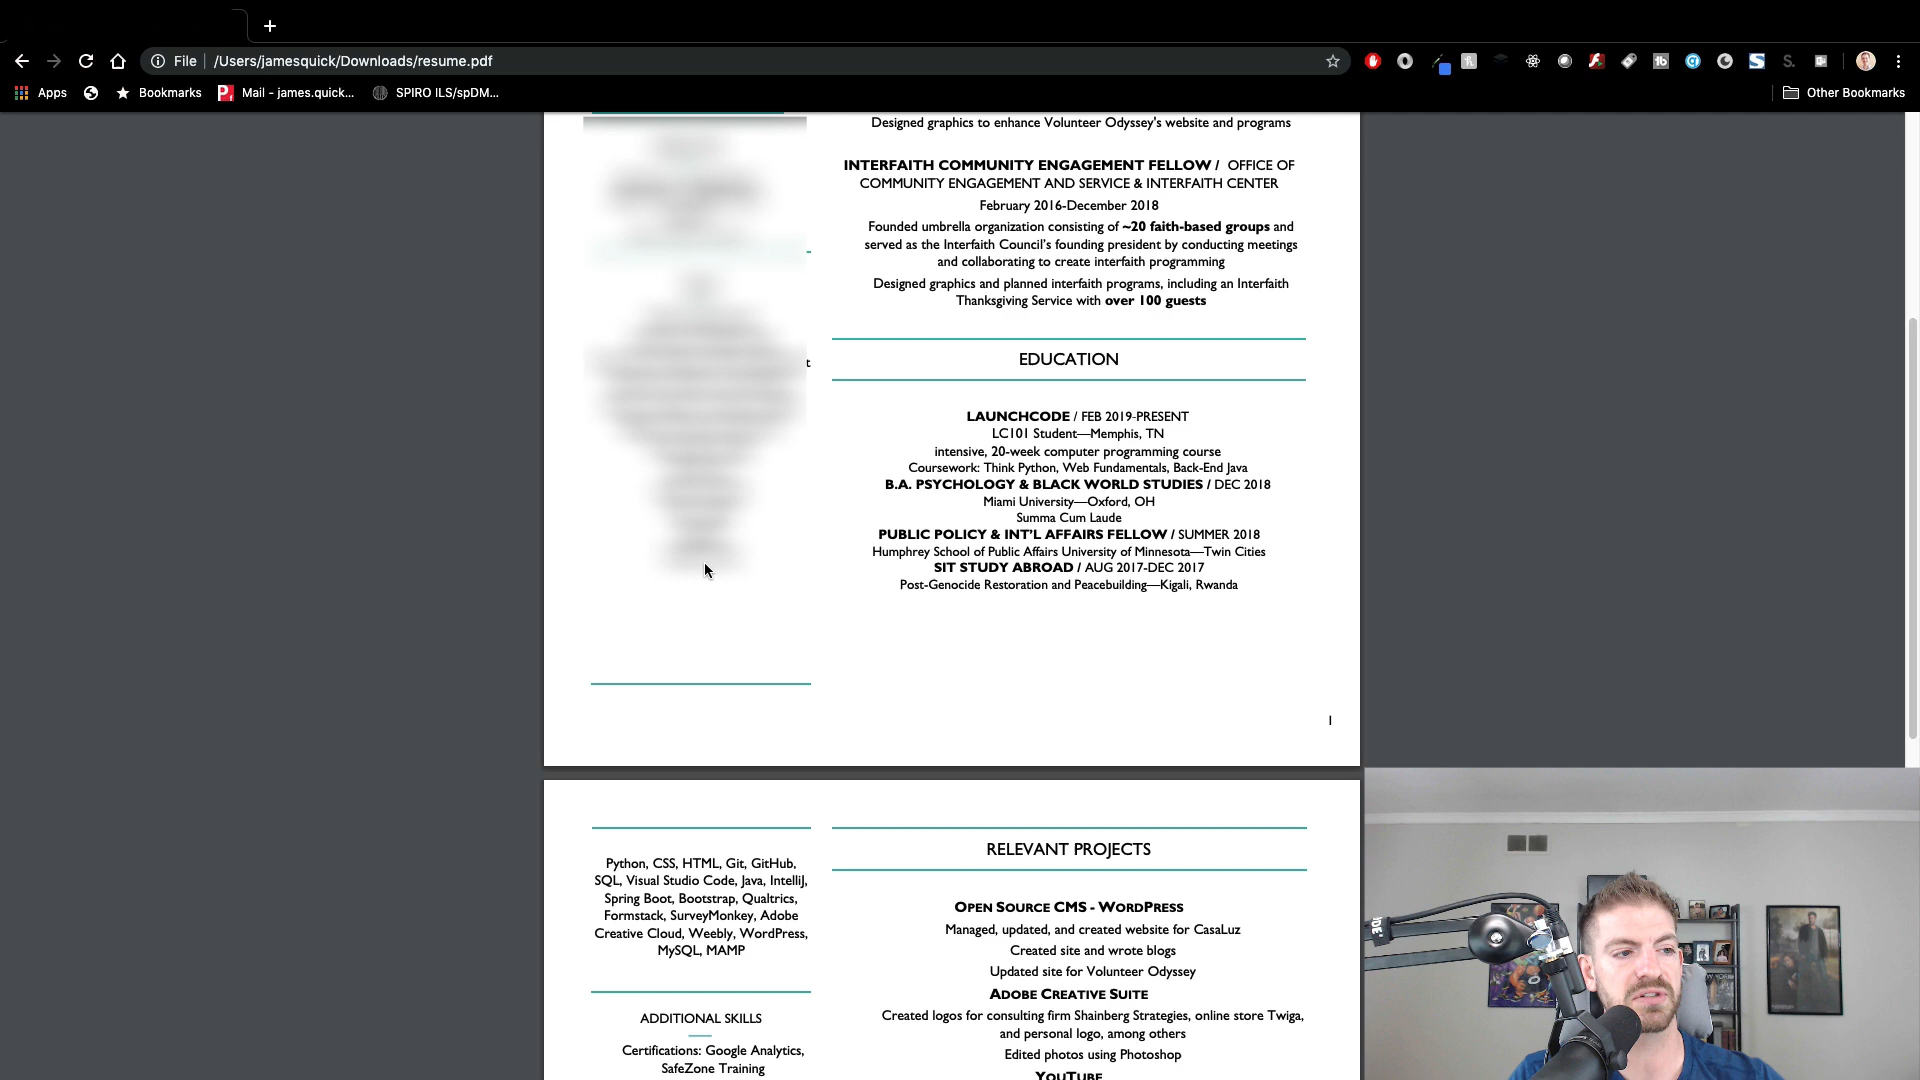 File
/Users/jamesquick/Downloads/resume.pdf
Apps
Bookmarks
Mail - james.quick...
SPIRO ILS/spDM...
Other Bookmarks
Designed graphics to enhance Volunteer Odyssey's website and programs
INTERFAITH COMMUNITY ENGAGEMENT FELLOW / OFFICE OF
COMMUNITY ENGAGEMENT AND SERVICE & INTERFAITH CENTER
February 2016-December 2018
Founded umbrella organization consisting of ~20 faith-based groups and
served as the Interfaith Council's founding president by conducting meetings
and collaborating to create interfaith programming
Designed graphics and planned interfaith programs, including an Interfaith
Thanksgiving Service with over 100 guests
EDUCATION
LAUNCHCODE / FEB 2019-PRESENT
LC101 Student—Memphis, TN
intensive, 20-week computer programming course
Coursework: Think Python, Web Fundamentals, Back-End Java
B.A. PSYCHOLOGY & BLACK WORLD STUDIES / DEC 2018
Miami University—Oxford, OH
Summa Cum Laude
PUBLIC POLICY & INT'L AFFAIRS FELLOW / SUMMER 2018
Humphrey School of Public Affairs University of Minnesota—Twin Cities
SIT STUDY ABROAD / AUG 2017-DEC 2017
Post-Genocide Restoration and Peacebuilding—Kigali, Rwanda
1
Python, CSS, HTML, Git, GitHub,
SQL, Visual Studio Code, Java, IntelliJ,
Spring Boot, Bootstrap, Qualtrics,
Formstack, SurveyMonkey, Adobe
Creative Cloud, Weebly, WordPress,
MySQL, MAMP
ADDITIONAL SKILLS
Certifications: Google Analytics,
SafeZone Training
RELEVANT PROJECTS
OPEN SOURCE CMS - WORDPRESS
Managed, updated, and created website for CasaLuz
Created site and wrote blogs
Updated site for Volunteer Odyssey
ADOBE CREATIVE SUITE
Created logos for consulting firm Shainberg Strategies, online store Twiga,
and personal logo, among others
Edited photos using Photoshop
YOUTUBE